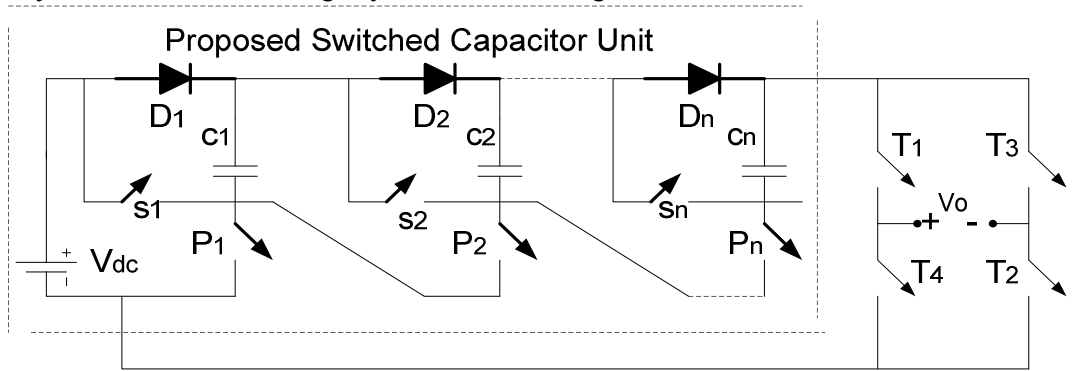 Proposed Switched Capacitor Unit
D1 D2 Dn
c1 c2 cn
T1 T3
s1 s2 sn
P1 P2 Pn
+ Vo -
+ Vdc -
T4 T2